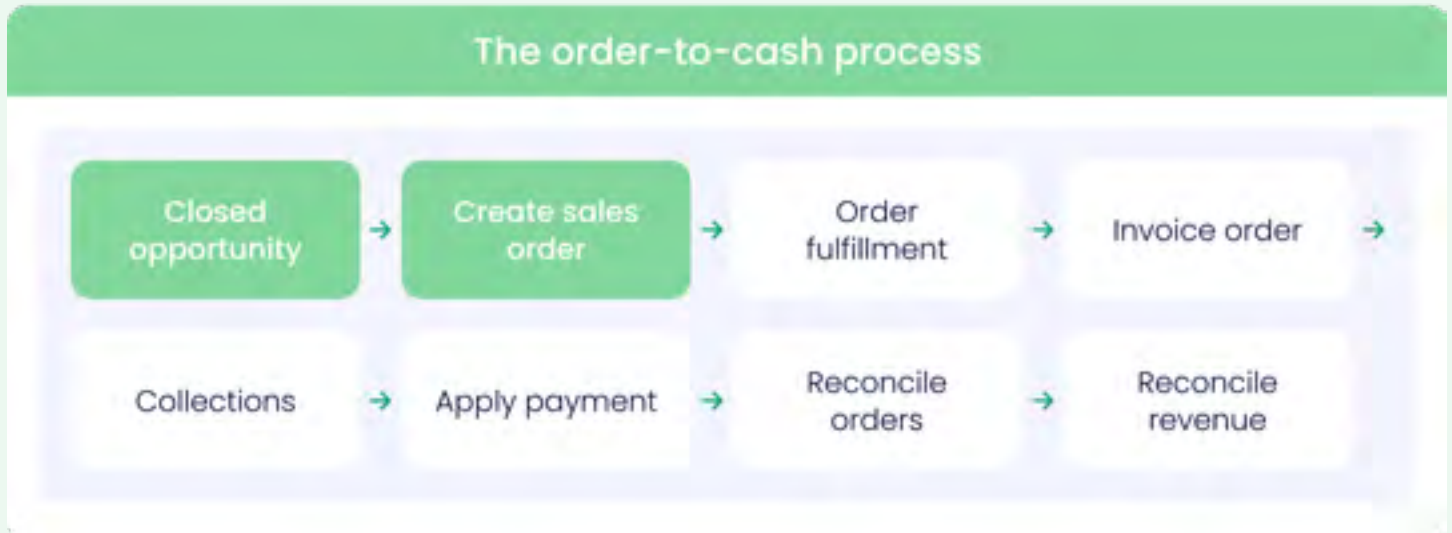 The order-to-cash process
Closed
opportunity
Create sales
order
Order
fulfillment
Invoice order
Collections
Apply payment
Reconcile
orders
Reconcile
revenue